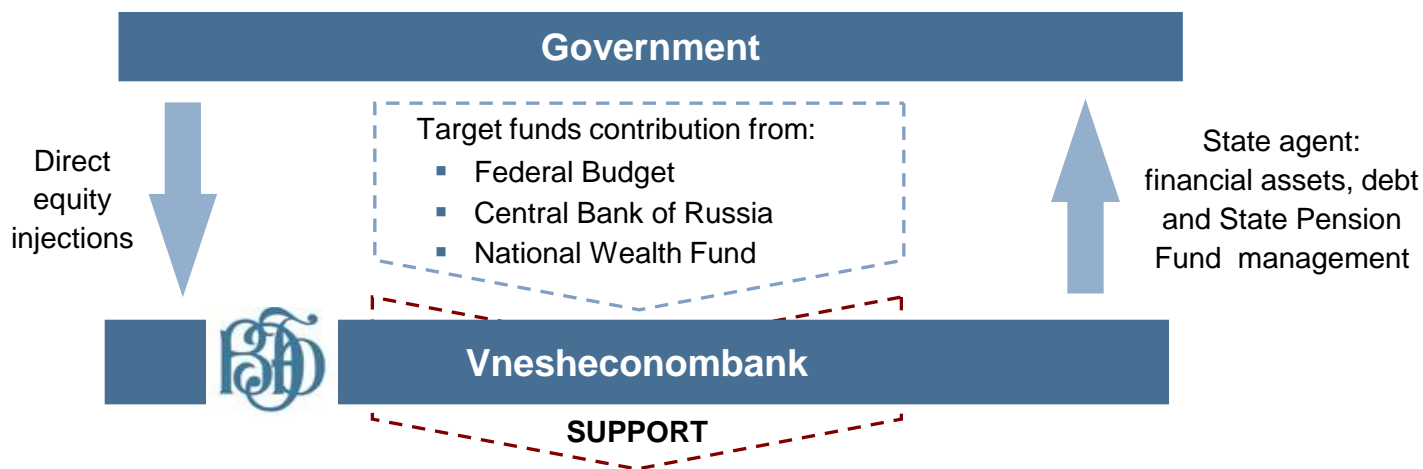 Government
Direct
equity
injections
Target funds contribution from:
▪ Federal Budget
▪ Central Bank of Russia
▪ National Wealth Fund
State agent:
financial assets, debt
and State Pension
Fund management
ВЭБ
Vnesheconombank
SUPPORT